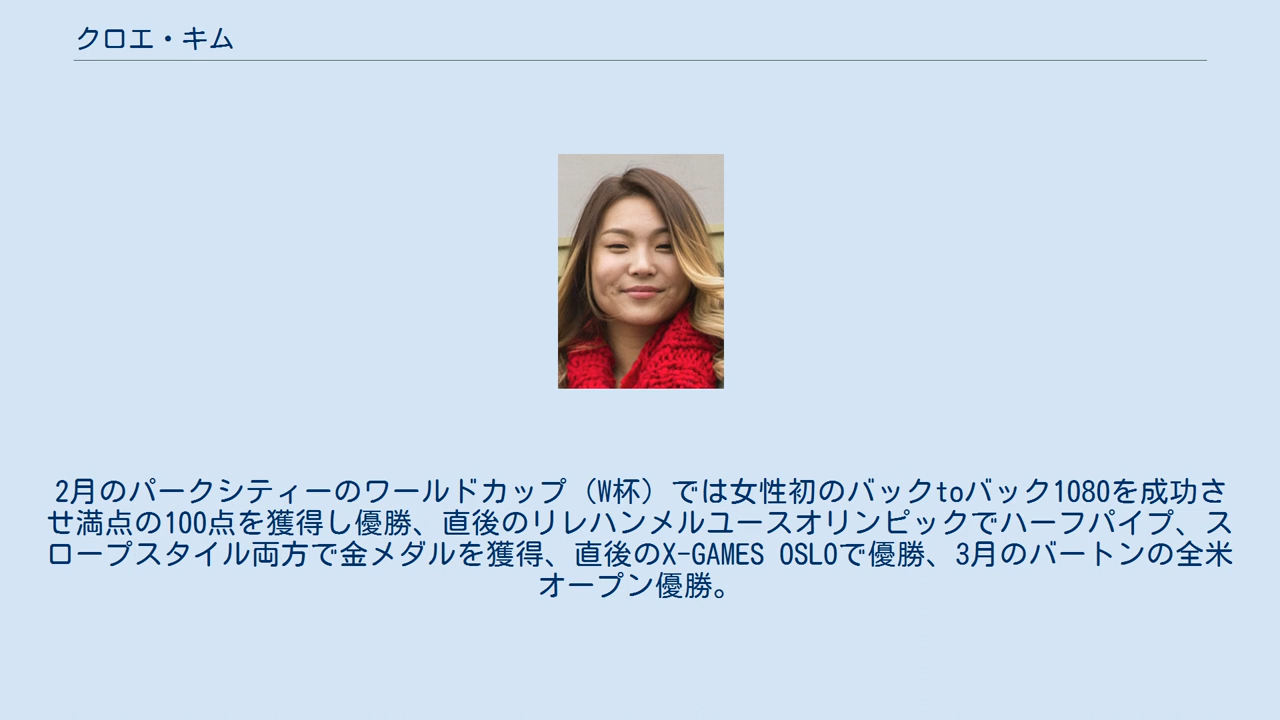 クロエ・キム
2月のパークシティーのワールドカップ（W杯）では女性初のバックtoバック1080を成功さ
せ満点の100点を獲得し優勝、直後のリレハンメルユースオリンピックでハーフパイプ、ス
ロープスタイル両方で金メダルを獲得、直後のX-GAMES OSLOで優勝、3月のバートンの全米
オープン優勝。